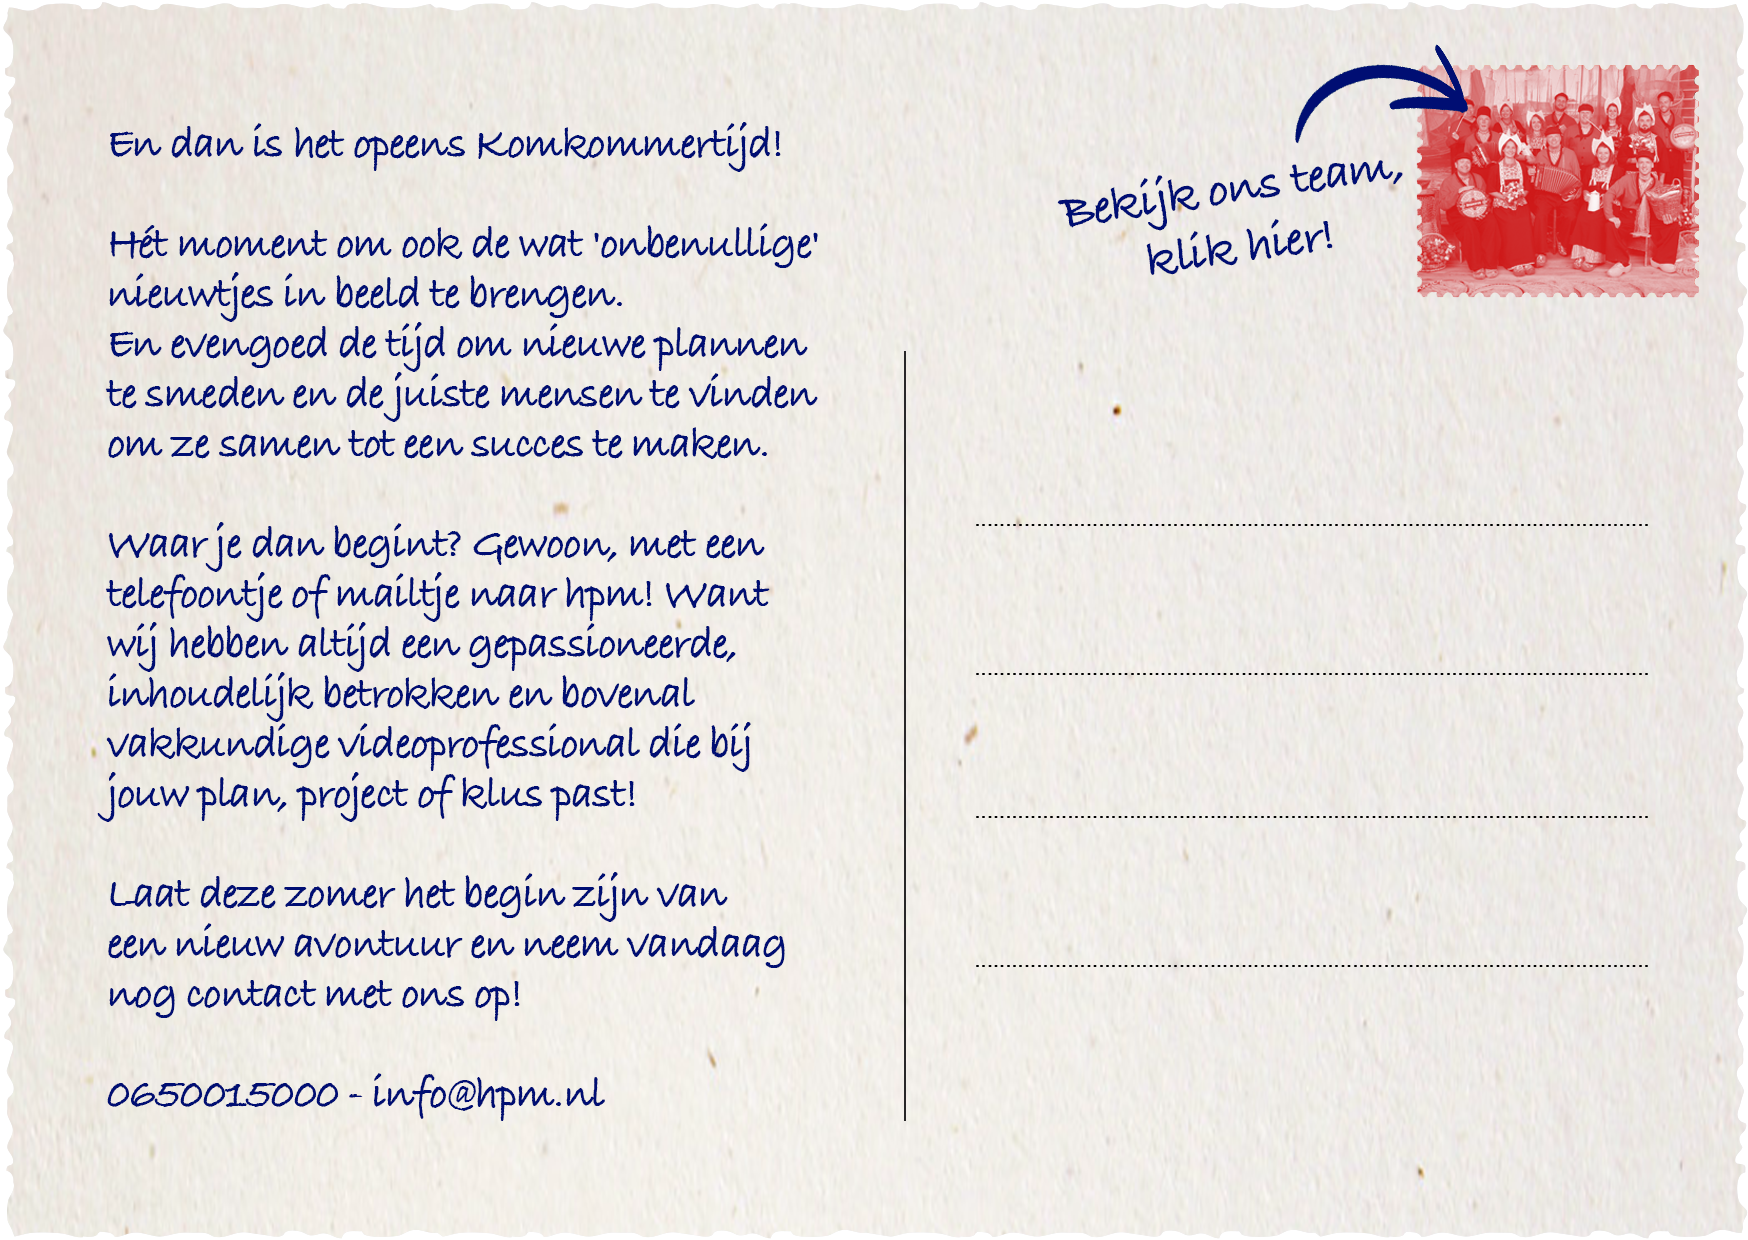 En dan is het opeens Komkommertijd!
Hét moment om ook de wat 'onbenullige'
nieuwtjes in beeld te brengen.
En evengoed de tijd om nieuwe plannen
te smeden en de juiste mensen te vinden
om ze samen tot een succes te maken.
Waar je dan begint? Gewoon, met een
telefoontje of mailtje naar hpm! Want
wij hebben altijd een gepassioneerde,
inhoudelijk betrokken en bovenal
vakkundige videoprofessional die bij
jouw plan, project of klus past!
Laat deze zomer het begin zijn van
een nieuw avontuur en neem vandaag
nog contact met ons op!
0650015000 - info@hpm.nl
Bekijk ons team,
klik hier!